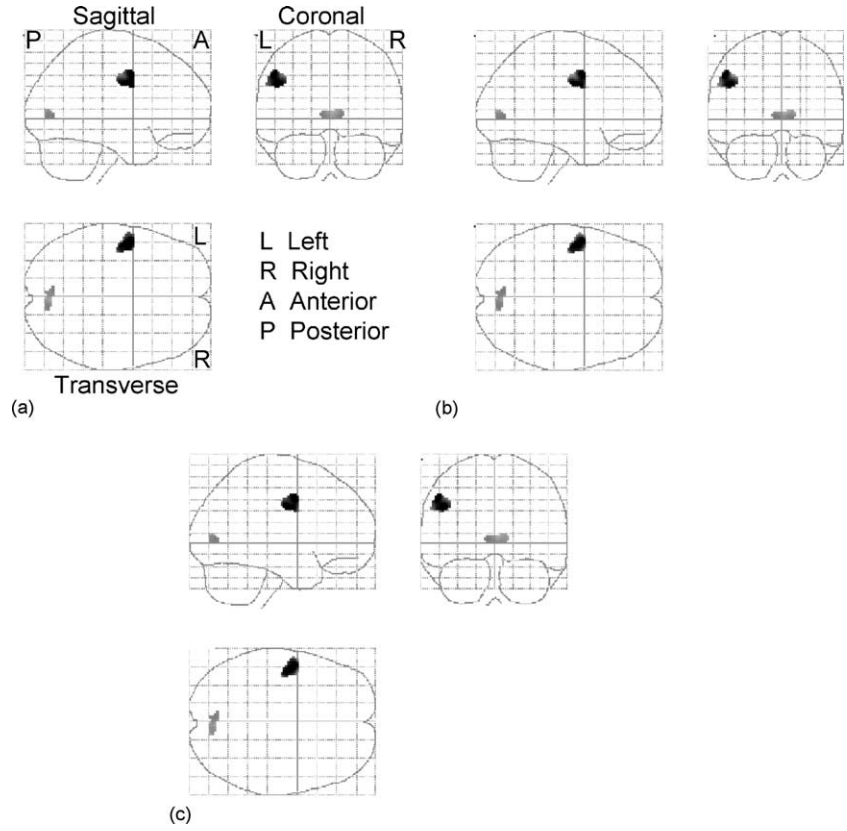 Sagittal
Coronal
P
A
L
R
L
L Left
R Right
A Anterior
P Posterior
R
Transverse
(a)
(b)
(c)